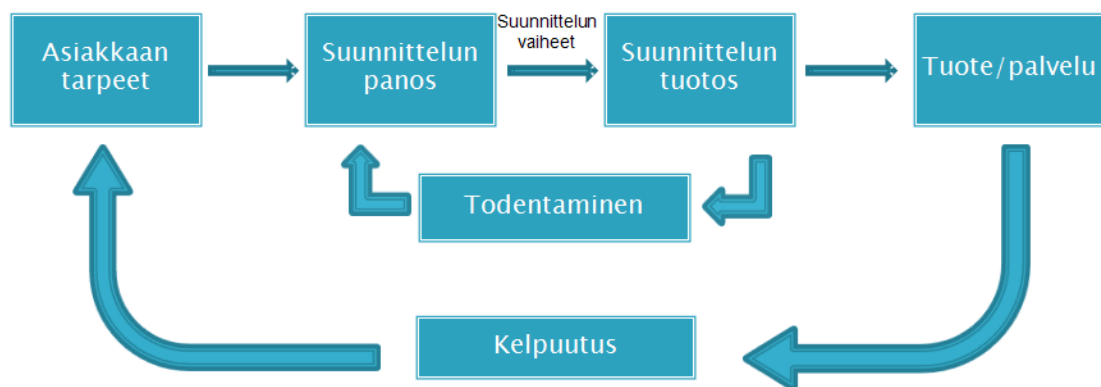 Asiakkaan
tarpeet
Suunnittelun
panos
Suunnittelun
vaiheet
Suunnittelun
tuotos
Tuote/palvelu
Todentaminen
Kelpuutus